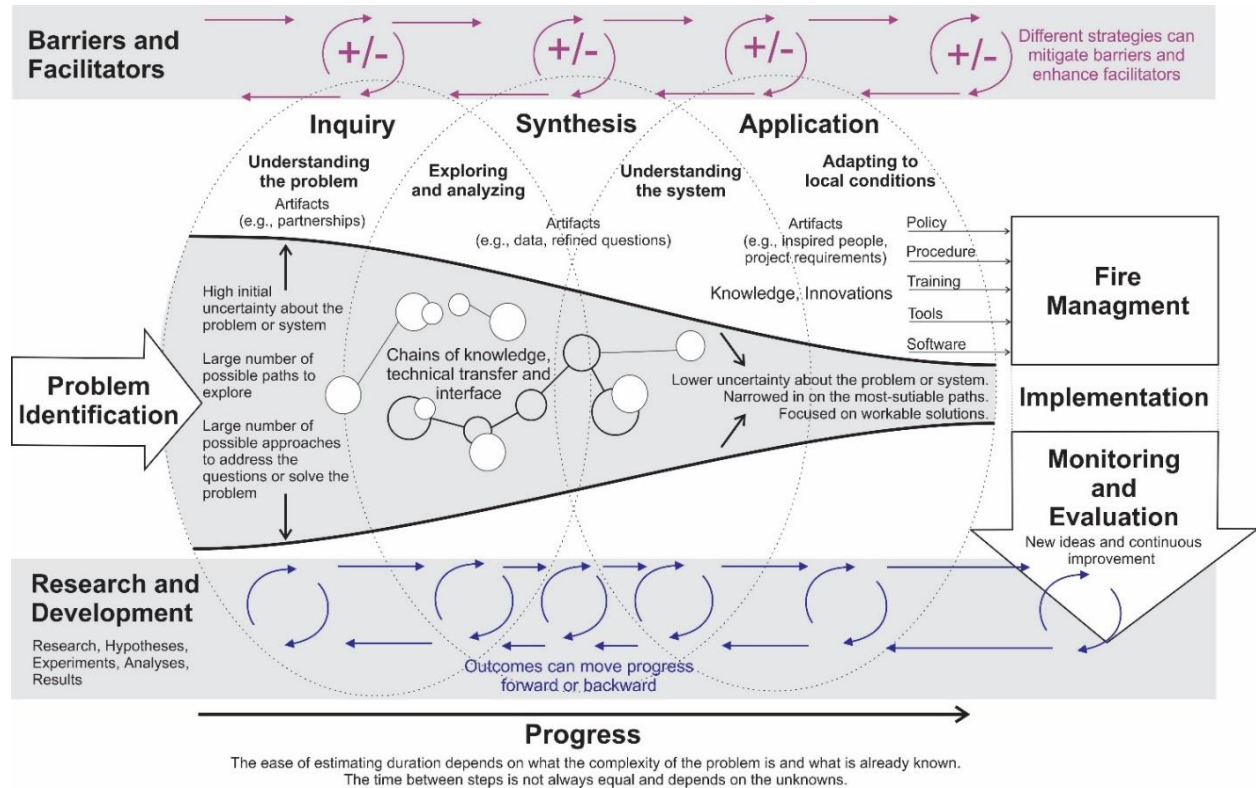 Barriers and
Facilitators
+/-
+/-
+/-
+/-
Different strategies can
mitigate barriers and
enhance facilitators
Inquiry
Synthesis
Application
Understanding
the problem
Artifacts
(e.g., partnerships)
Exploring
and analyzing
Artifacts
(e.g., data, refined questions)
Understanding
the system
Adapting to
local conditions
Artifacts
(e.g., inspired people,
project requirements)
Knowledge, Innovations
Policy
Procedure
Training
Tools
Software
Fire
Managment
Problem
Identification
High initial
uncertainty about the
problem or system
Large number of
possible paths to
explore
Large number of
possible approaches
to address the
questions or solve the
problem
Chains of knowledge,
technical transfer and
interface
Lower uncertainty about the problem or system.
Narrowed in on the most-sutiable paths.
Focused on workable solutions.
Implementation
Monitoring
and
Evaluation
New ideas and continuous
improvement
Research and
Development
Research, Hypotheses,
Experiments, Analyses,
Results
Outcomes can move progress
forward or backward
Progress
The ease of estimating duration depends on what the complexity of the problem is and what is already known.
The time between steps is not always equal and depends on the unknowns.